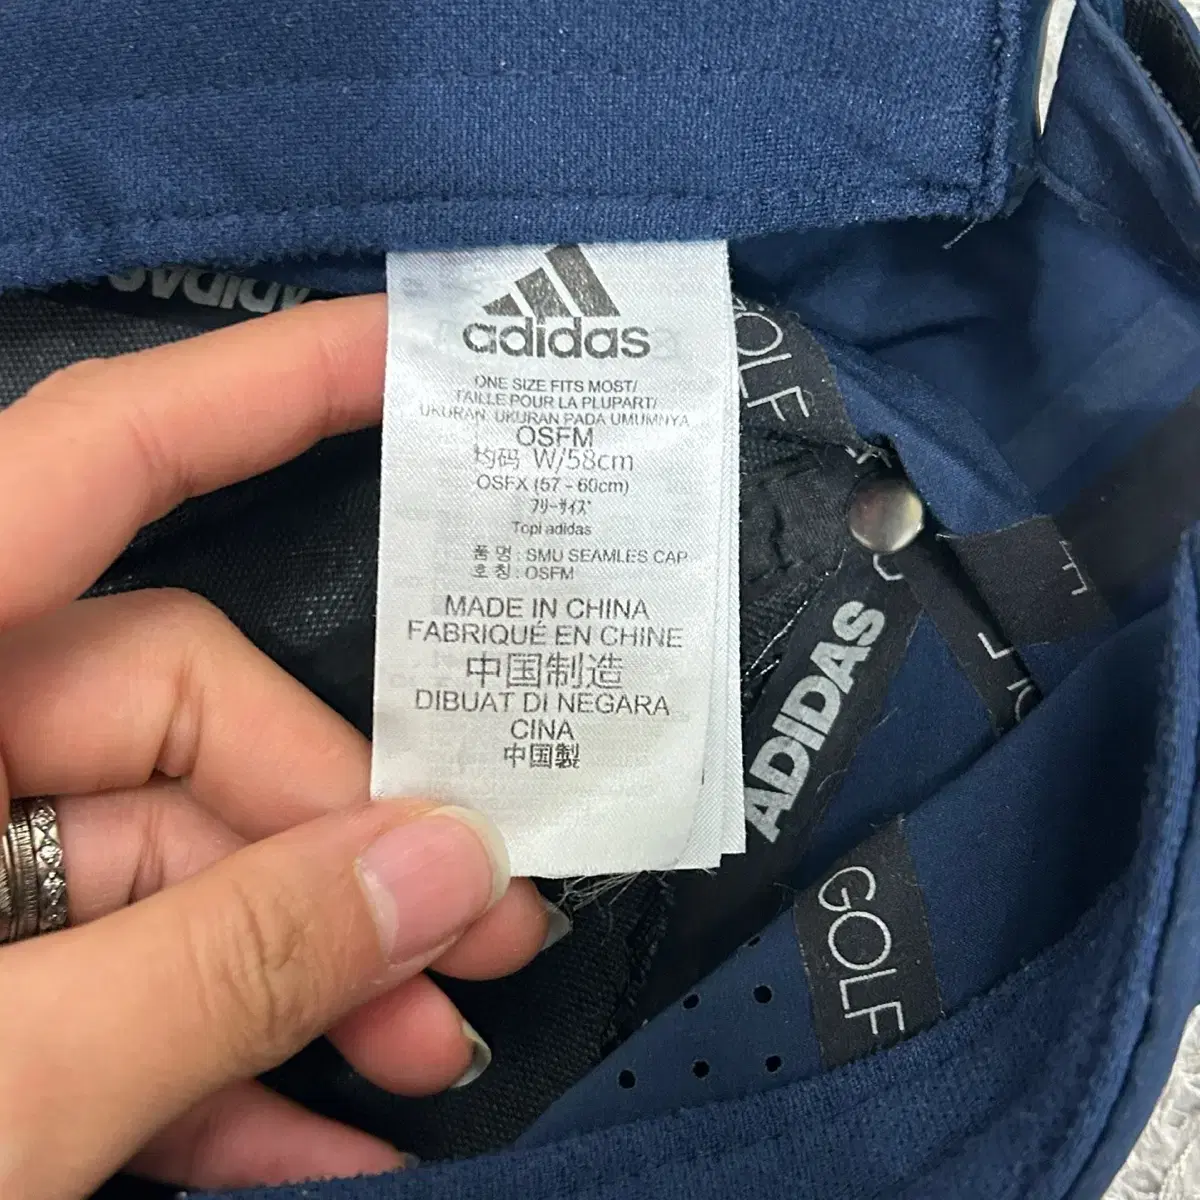 adidas
ONE SIZE FITS MOST/
TAILLE POUR LA PLUPART/
UKURAN: UKURAN PADA UMUMNYA
OSFM
均码 W/58cm
OSFX (57 - 60cm)
フリーサイズ
Topi adidas
품 명 : SMU SEAMLES CAP
호 칭 : OSFM
MADE IN CHINA
FABRIQUÉ EN CHINE
中国制造
DIBUAT DI NEGARA
CINA
中国製
GOLF
ADIDAS
GOLF